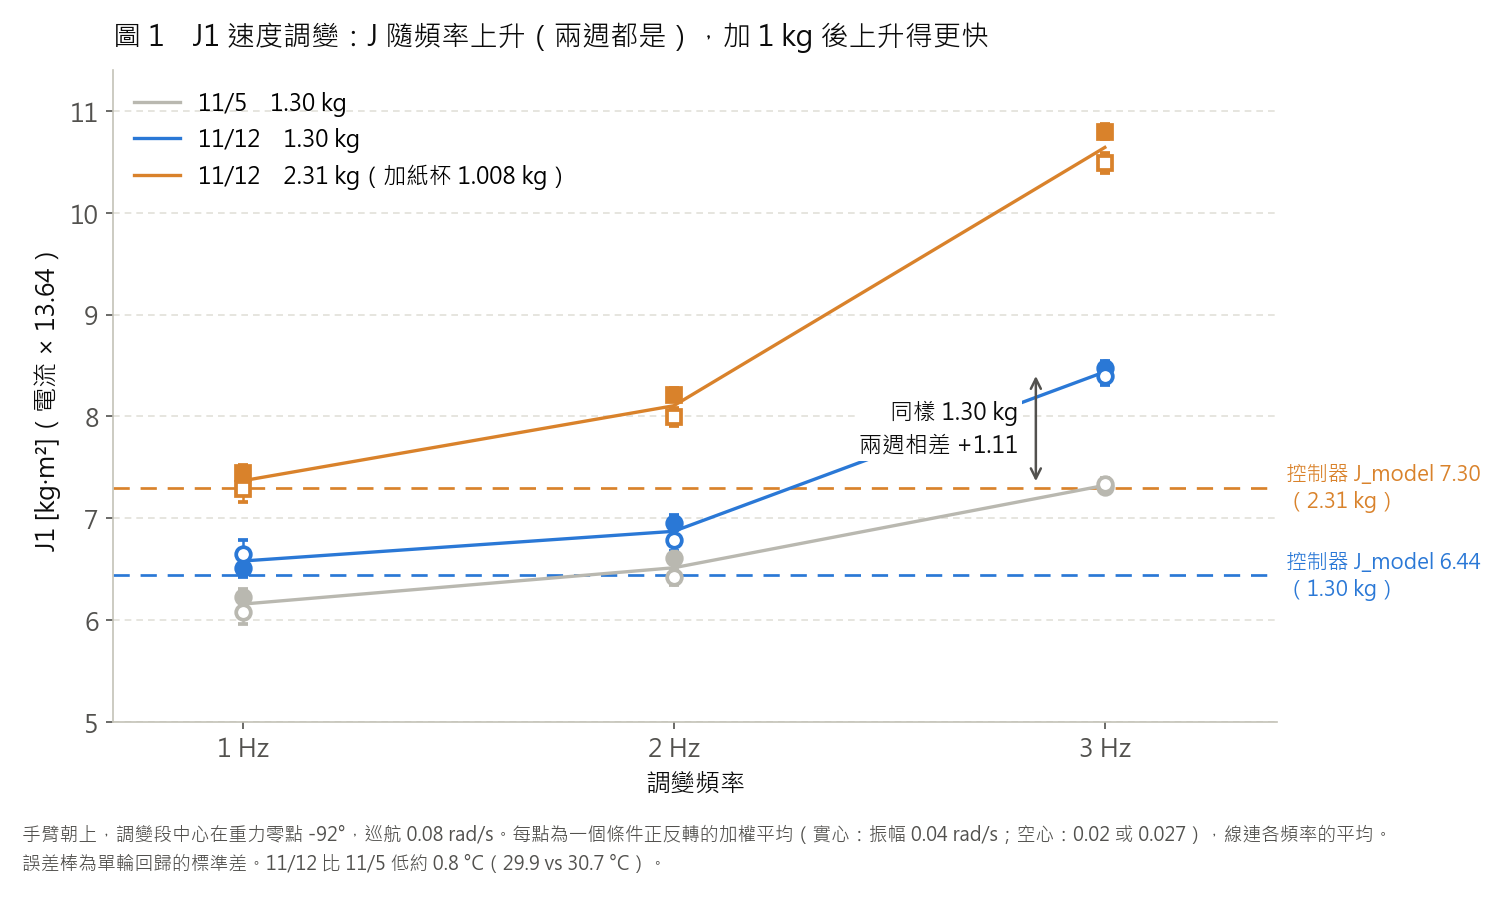 圖 1　J1 速度調變：J 隨頻率上升（兩週都是），加 1 kg 後上升得更快
11/5　1.30 kg
11/12　1.30 kg
11/12　2.31 kg（加紙杯 1.008 kg）
J1 [kg·m²]（電流 × 13.64）
11
10
9
8
7
6
5
同樣 1.30 kg
兩週相差 +1.11
控制器 J_model 7.30
（2.31 kg）
控制器 J_model 6.44
（1.30 kg）
1 Hz
2 Hz
3 Hz
調變頻率
手臂朝上，調變段中心在重力零點 -92°，巡航 0.08 rad/s。每點為一個條件正反轉的加權平均（實心：振幅 0.04 rad/s；空心：0.02 或 0.027），線連各頻率的平均。
誤差棒為單輪回歸的標準差。11/12 比 11/5 低約 0.8 °C（29.9 vs 30.7 °C）。